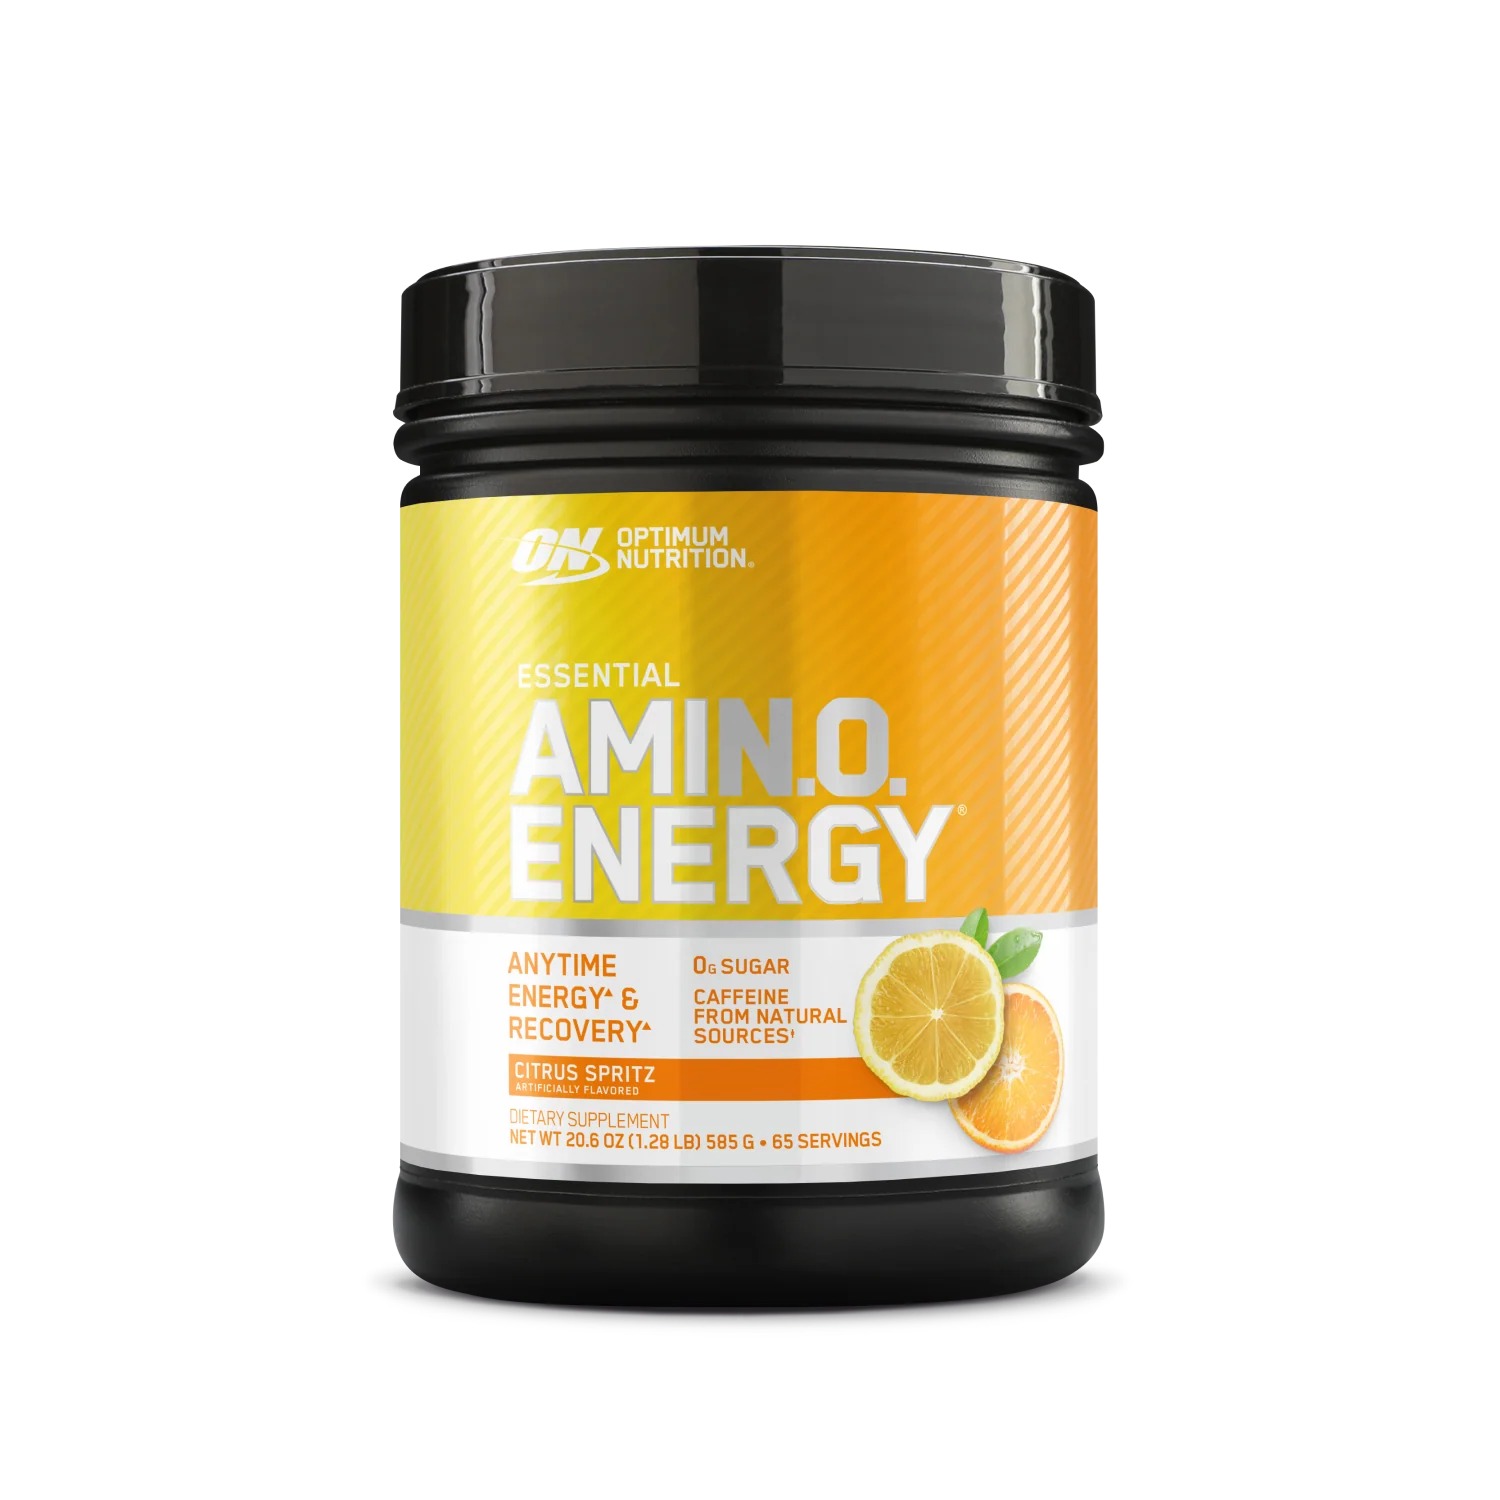 ON OPTIMUM
NUTRITION®
ESSENTIAL
AMIN.O.
ENERGY®
ANYTIME
ENERGY▲ &
RECOVERY▲
0G SUGAR
CAFFEINE
FROM NATURAL
SOURCES†
CITRUS SPRITZ
ARTIFICIALLY FLAVORED
DIETARY SUPPLEMENT
NET WT 20.6 OZ (1.28 LB) 585 G • 65 SERVINGS